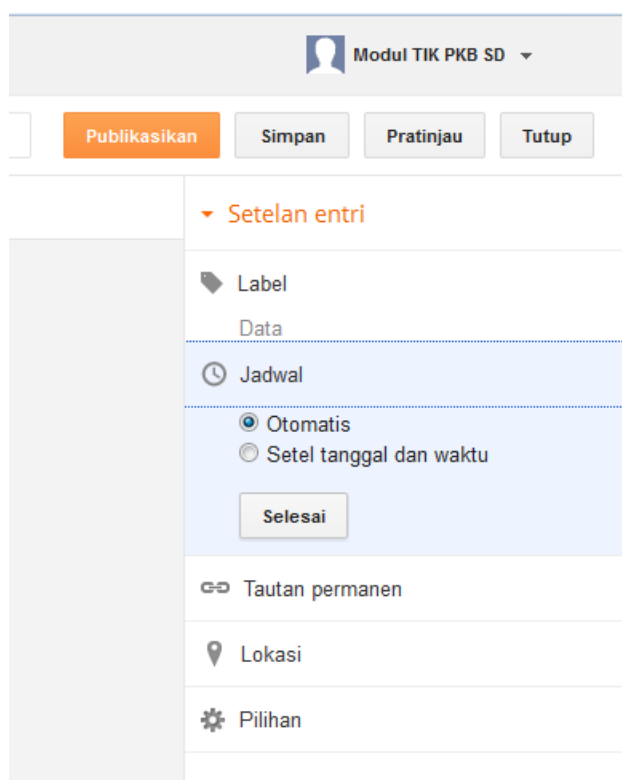 Modul TIK PKB SD
Publikasikan Simpan Pratinjau Tutup
Setelan entri
Label
Data
Jadwal
Otomatis
Setel tanggal dan waktu
Selesai
Tautan permanen
Lokasi
Pilihan